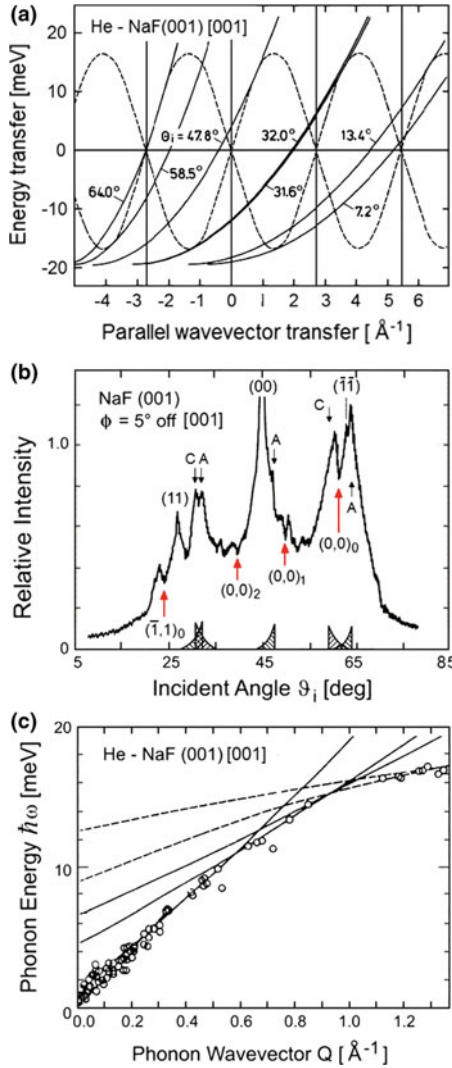 (a)
He - NaF(001) [001]
Energy transfer [meV]
20
10
0
-10
-20
Θi = 47.8°
32.0°
13.4°
64.0°
58.5°
31.6°
7.2°
-4 -3 -2 -1 0 1 2 3 4 5 6
Parallel wavevector transfer [ Å⁻¹]
(b)
NaF (001)
ϕ = 5° off [001]
Relative Intensity
1.0
0
(00)
(1̅1̅)
C
A
C A
(11)
A
(0,0)₀
(0,0)₂
(0,0)₁
(1̅,1)₀
25 45 65 85
Incident Angle ϑi [deg]
(c)
He - NaF (001) [001]
Phonon Energy ℏω [meV]
20
10
0
0.0 0.2 0.4 0.6 0.8 1.0 1.2
Phonon Wavevector Q [Å⁻¹]